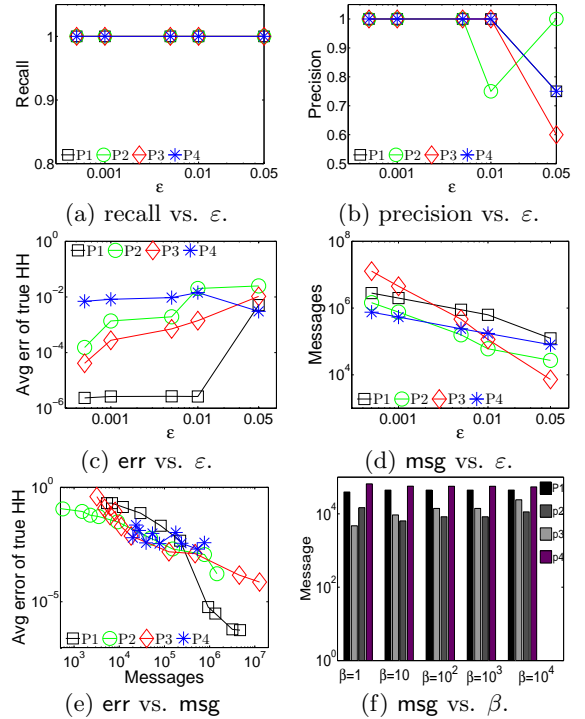 1
0.9
0.8
Recall
P1 P2 P3 P4
0.001 0.01 0.05
ε
(a) recall vs. ε.
1
0.9
0.8
0.7
0.6
0.5
Precision
P1 P2 P3 P4
0.001 0.01 0.05
ε
(b) precision vs. ε.
10^0
10^-2
10^-4
10^-6
Avg err of true HH
P1 P2 P3 P4
0.001 0.01 0.05
ε
(c) err vs. ε.
10^8
10^6
10^4
Messages
P1 P2 P3 P4
0.001 0.01 0.05
ε
(d) msg vs. ε.
10^0
10^-5
Avg error of true HH
P1 P2 P3 P4
10^3 10^4 10^5 10^6 10^7
Messages
(e) err vs. msg
10^4
10^2
10^0
Message
P1
p2
p3
p4
β=1 β=10 β=10^2 β=10^3 β=10^4
(f) msg vs. β.